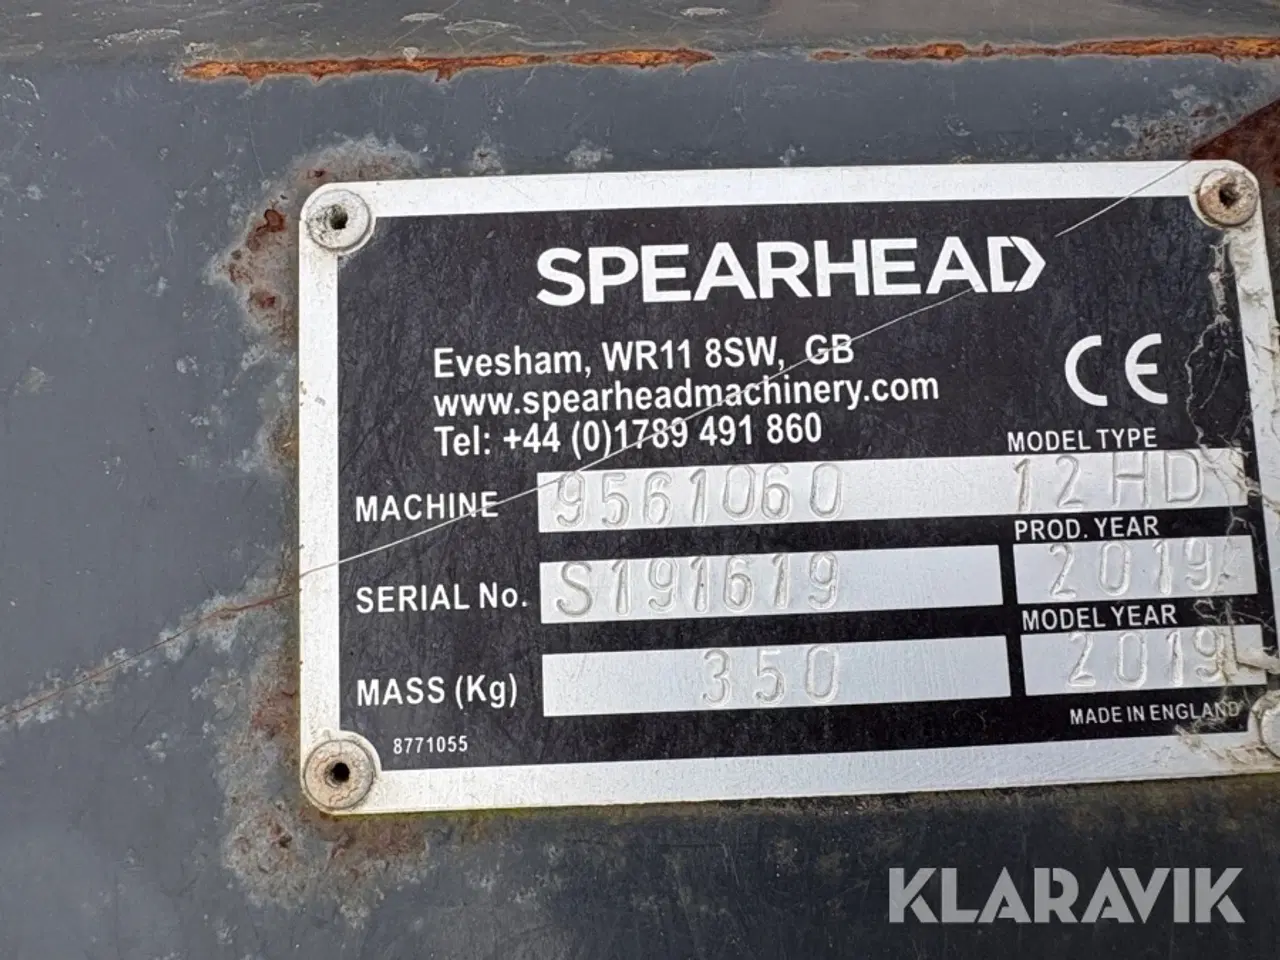 SPEARHEAD
Evesham, WR11 8SW, GB
www.spearheadmachinery.com
Tel: +44 (0)1789 491 860
MODEL TYPE
MACHINE 9561060 12HD
PROD. YEAR
SERIAL No. S191619 2019
MODEL YEAR
MASS (Kg) 350 2019
MADE IN ENGLAND
8771055
KLARAVIK